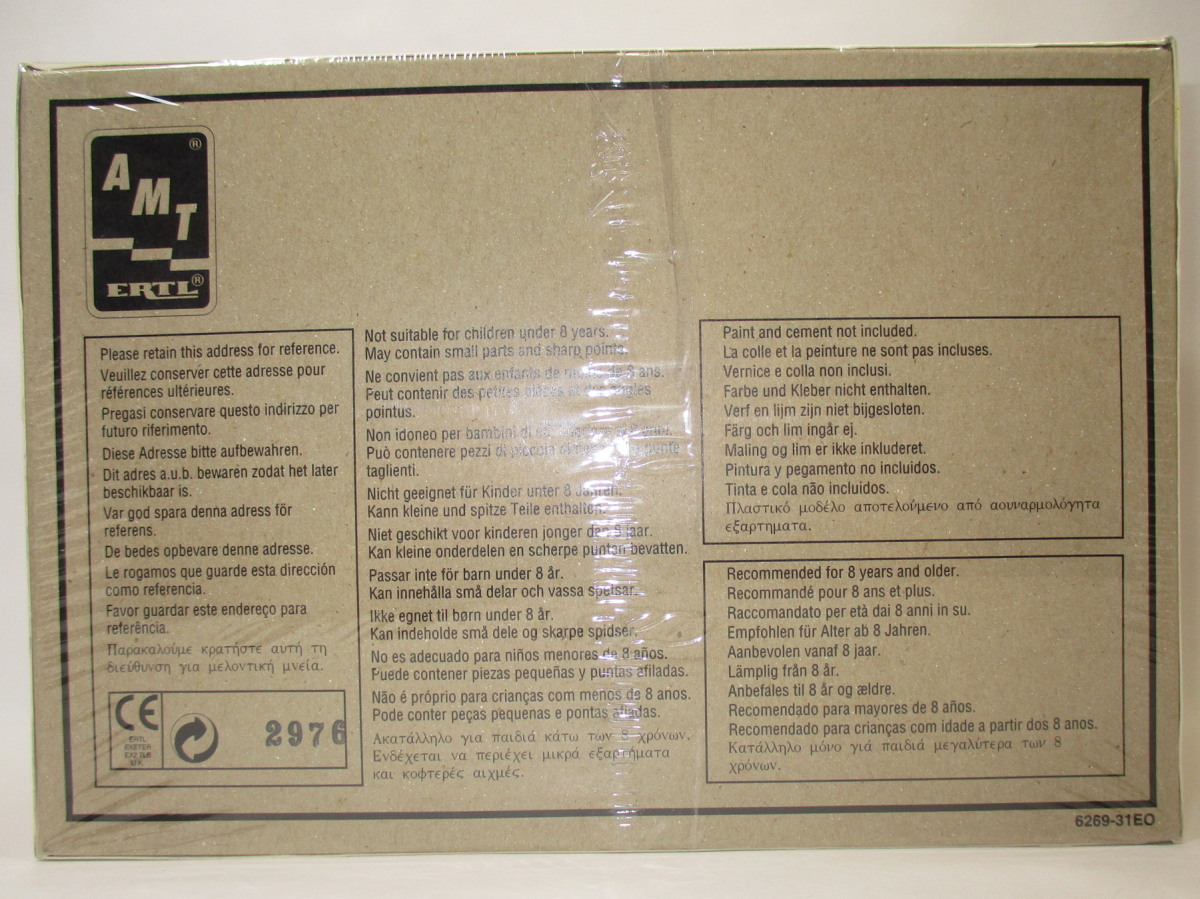 AMT®
ERTL®
Please retain this address for reference.
Veuillez conserver cette adresse pour
références ultérieures.
Pregasi conservare questo indirizzo per
futuro riferimento.
Diese Adresse bitte aufbewahren.
Dit adres a.u.b. bewaren zodat het later
beschikbaar is.
Var god spara denna adress för
referens.
De bedes opbevare denne adresse.
Le rogamos que guarde esta dirección
como referencia.
Favor guardar este endereço para
referência.
Παρακαλούμε κρατήστε αυτή τη
διεύθυνση για μελοντική μνεία.
CE
ERTL
EXETER
U.K.
2976
Not suitable for children under 8 years.
May contain small parts and sharp points.
Ne convient pas aux enfants de moins de 8 ans.
Peut contenir des petites pièces et des angles
pointus.
Non idoneo per bambini di
Può contenere pezzi di piccola
taglienti.
Nicht geeignet für Kinder unter 8 Jahren.
Kann kleine und spitze Teile enthalten.
Niet geschikt voor kinderen jonger dan 8 jaar.
Kan kleine onderdelen en scherpe punten bevatten.
Passar inte för barn under 8 år.
Kan innehålla små delar och vassa spetsar.
Ikke egnet til børn under 8 år.
Kan indeholde små dele og skarpe spidser.
No es adecuado para niños menores de 8 años.
Puede contener piezas pequeñas y puntas afiladas.
Não é próprio para crianças com menos de 8 anos.
Pode conter peças pequenas e pontas afiadas.
Ακατάλληλο για παιδιά κάτω των 8 χρόνων.
Ενδέχεται να περιέχει μικρά εξαρτήματα
και κοφτερές αιχμές.
Paint and cement not included.
La colle et la peinture ne sont pas incluses.
Vernice e colla non inclusi.
Farbe und Kleber nicht enthalten.
Verf en lijm zijn niet bijgesloten.
Färg och lim ingår ej.
Maling og lim er ikke inkluderet.
Pintura y pegamento no incluidos.
Tinta e cola não incluidos.
Πλαστικό μοδέλο αποτελούμενο από αουναρμολόγητα
εξαρτηματα.
Recommended for 8 years and older.
Recommandé pour 8 ans et plus.
Raccomandato per età dai 8 anni in su.
Empfohlen für Alter ab 8 Jahren.
Aanbevolen vanaf 8 jaar.
Lämplig från 8 år.
Anbefales til 8 år og ældre.
Recomendado para mayores de 8 años.
Recomendado para crianças com idade a partir dos 8 anos.
Κατάλληλο μόνο γιά παιδιά μεγαλύτερα των 8
χρόνων.
6269-31EO